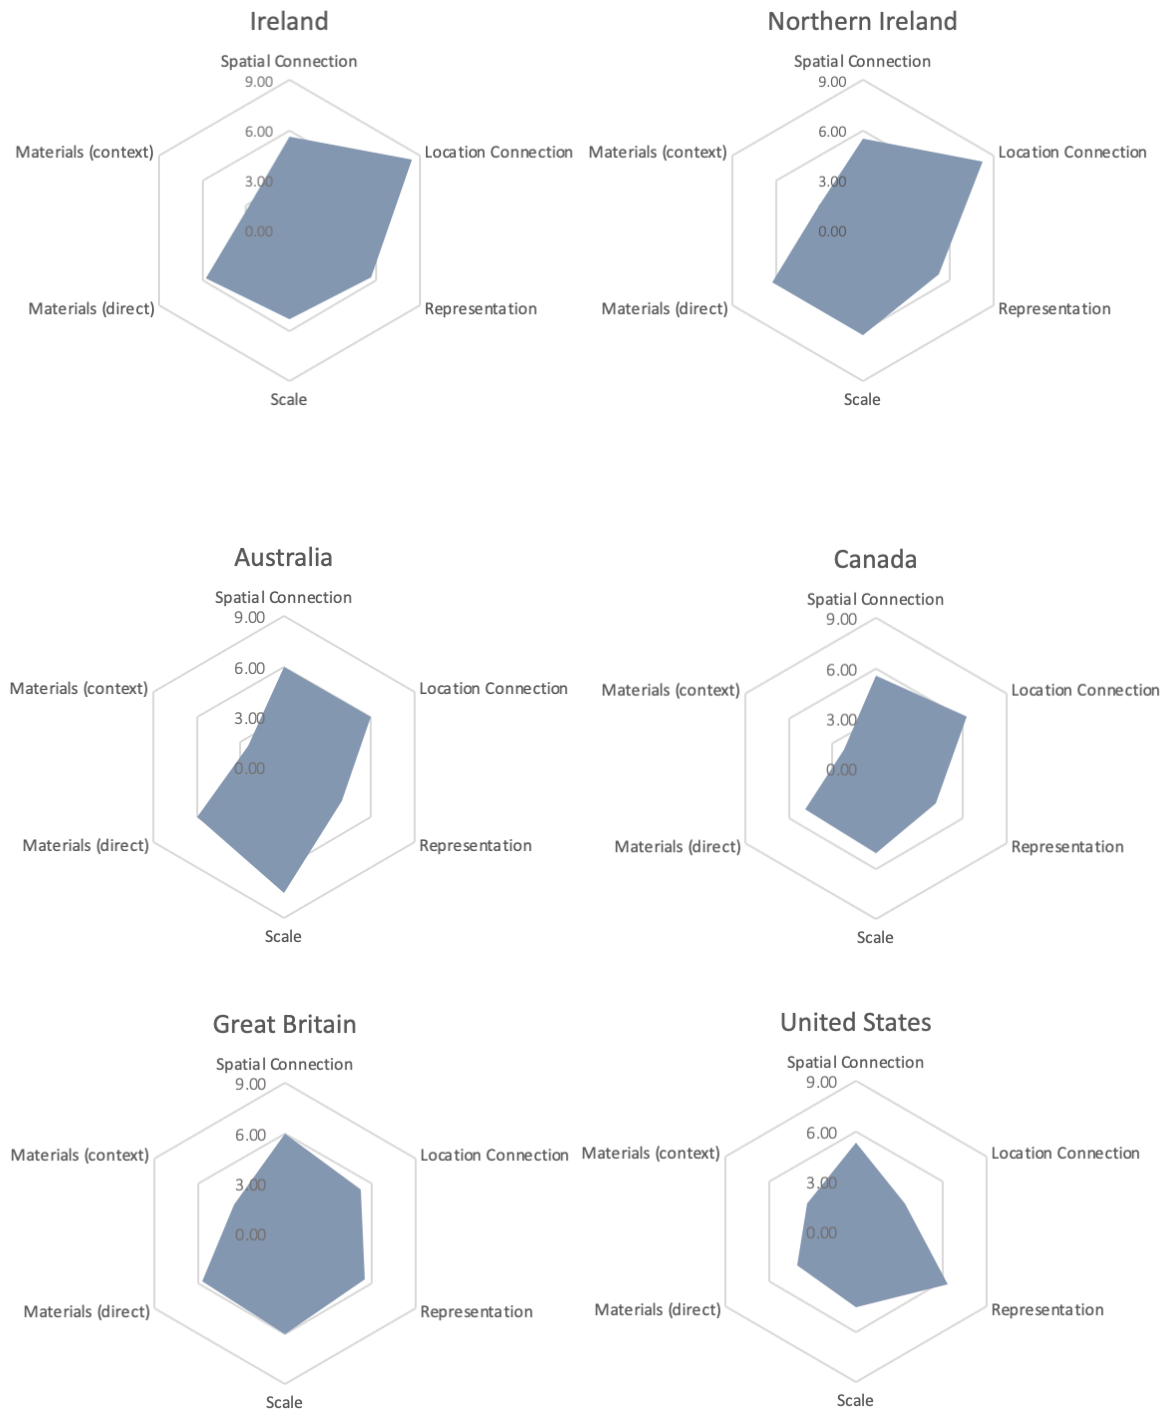 Ireland
Spatial Connection
9.00
6.00
Materials (context)
Location Connection
3.00
0.00
Materials (direct)
Representation
Scale
Northern Ireland
Spatial Connection
9.00
6.00
Materials (context)
Location Connection
3.00
0.00
Materials (direct)
Representation
Scale
Australia
Spatial Connection
9.00
6.00
Materials (context)
Location Connection
3.00
0.00
Materials (direct)
Representation
Scale
Canada
Spatial Connection
9.00
6.00
Materials (context)
Location Connection
3.00
0.00
Materials (direct)
Representation
Scale
Great Britain
Spatial Connection
9.00
6.00
Materials (context)
Location Connection
3.00
0.00
Materials (direct)
Representation
Scale
United States
Spatial Connection
9.00
6.00
Materials (context)
Location Connection
3.00
0.00
Materials (direct)
Representation
Scale